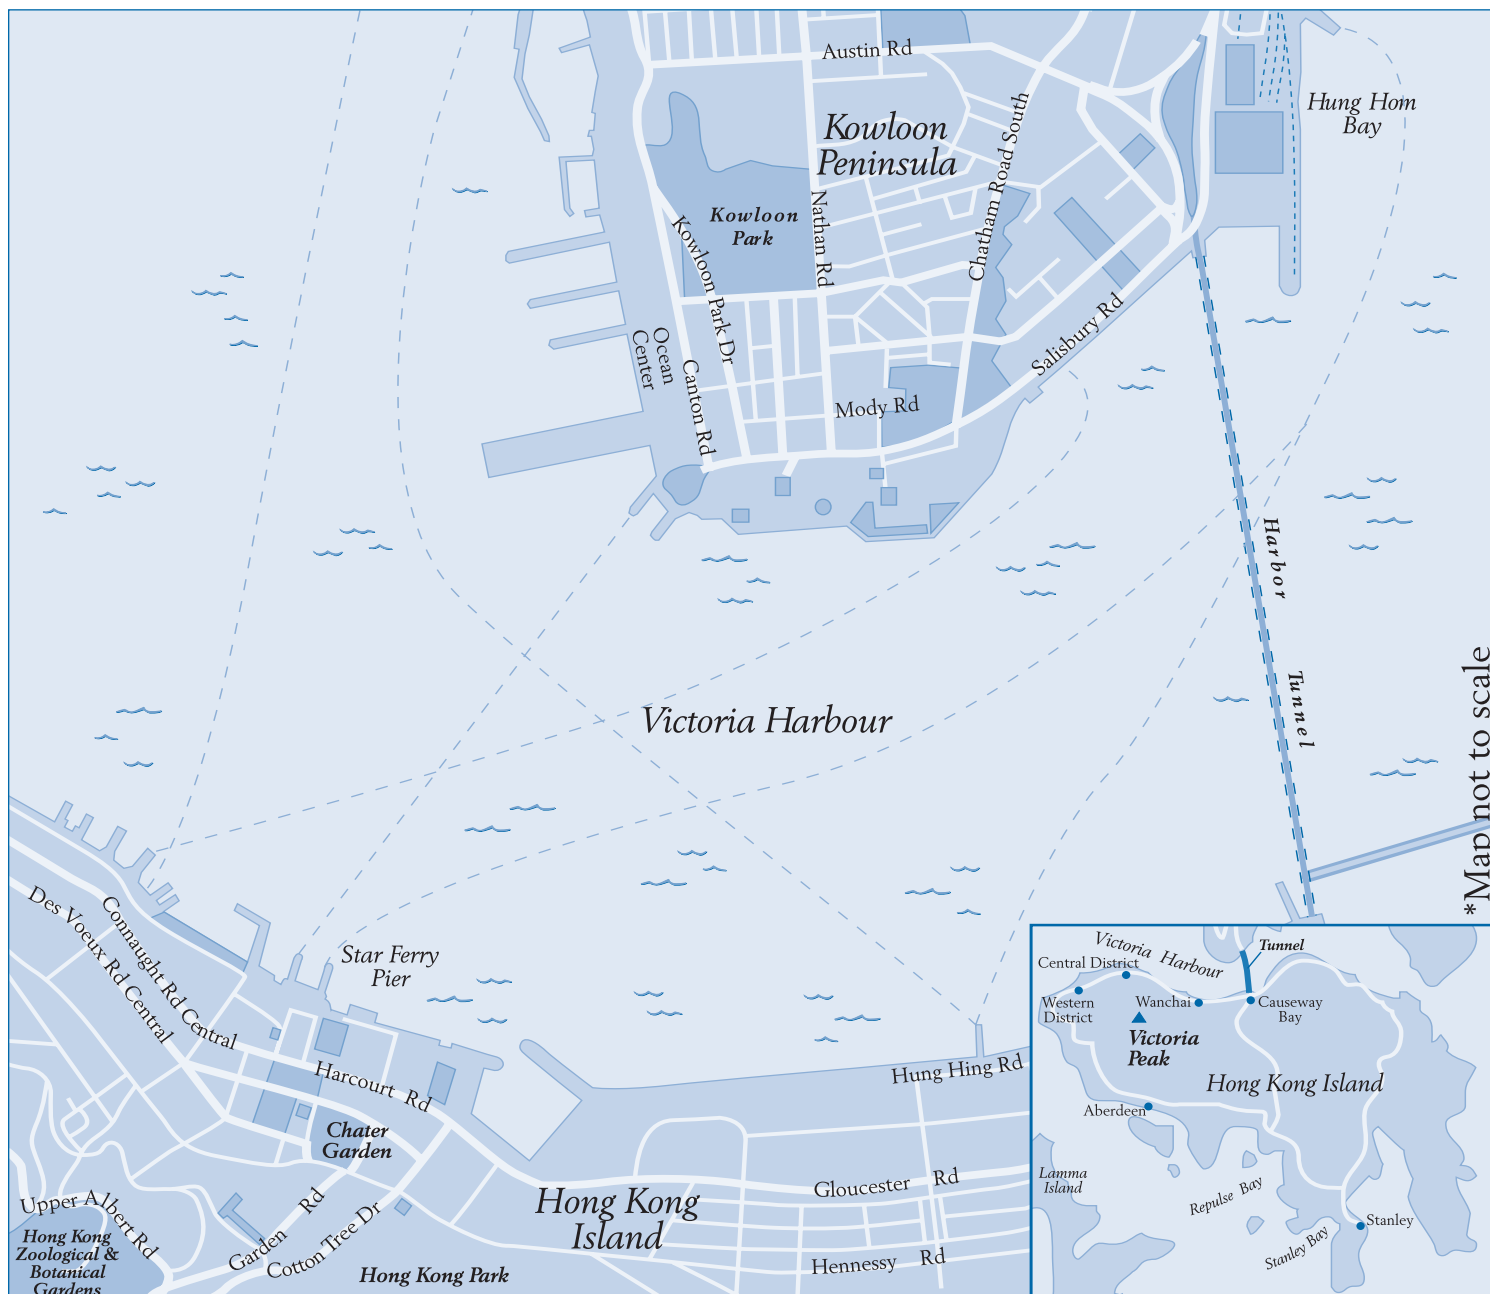 Austin Rd
Hung Hom
Bay
Kowloon
Peninsula
Chatham Road South
Kowloon
Park
Nathan Rd
Kowloon Park Dr
Ocean
Center
Canton Rd
Salisbury Rd
Mody Rd
Harbor
Tunnel
Victoria Harbour
*Map not to scale
Des Voeux Rd Central
Connaught Rd Central
Star Ferry
Pier
Harcourt Rd
Hung Hing Rd
Chater
Garden
Upper Albert Rd
Garden Rd
Cotton Tree Dr
Hong Kong
Zoological &
Botanical
Gardens
Hong Kong Park
Hong Kong
Island
Gloucester Rd
Hennessy Rd
Victoria Harbour
Tunnel
Central District
Western
District
Wanchai
Causeway
Bay
Victoria
Peak
Hong Kong Island
Aberdeen
Lamma
Island
Repulse Bay
Stanley
Stanley Bay